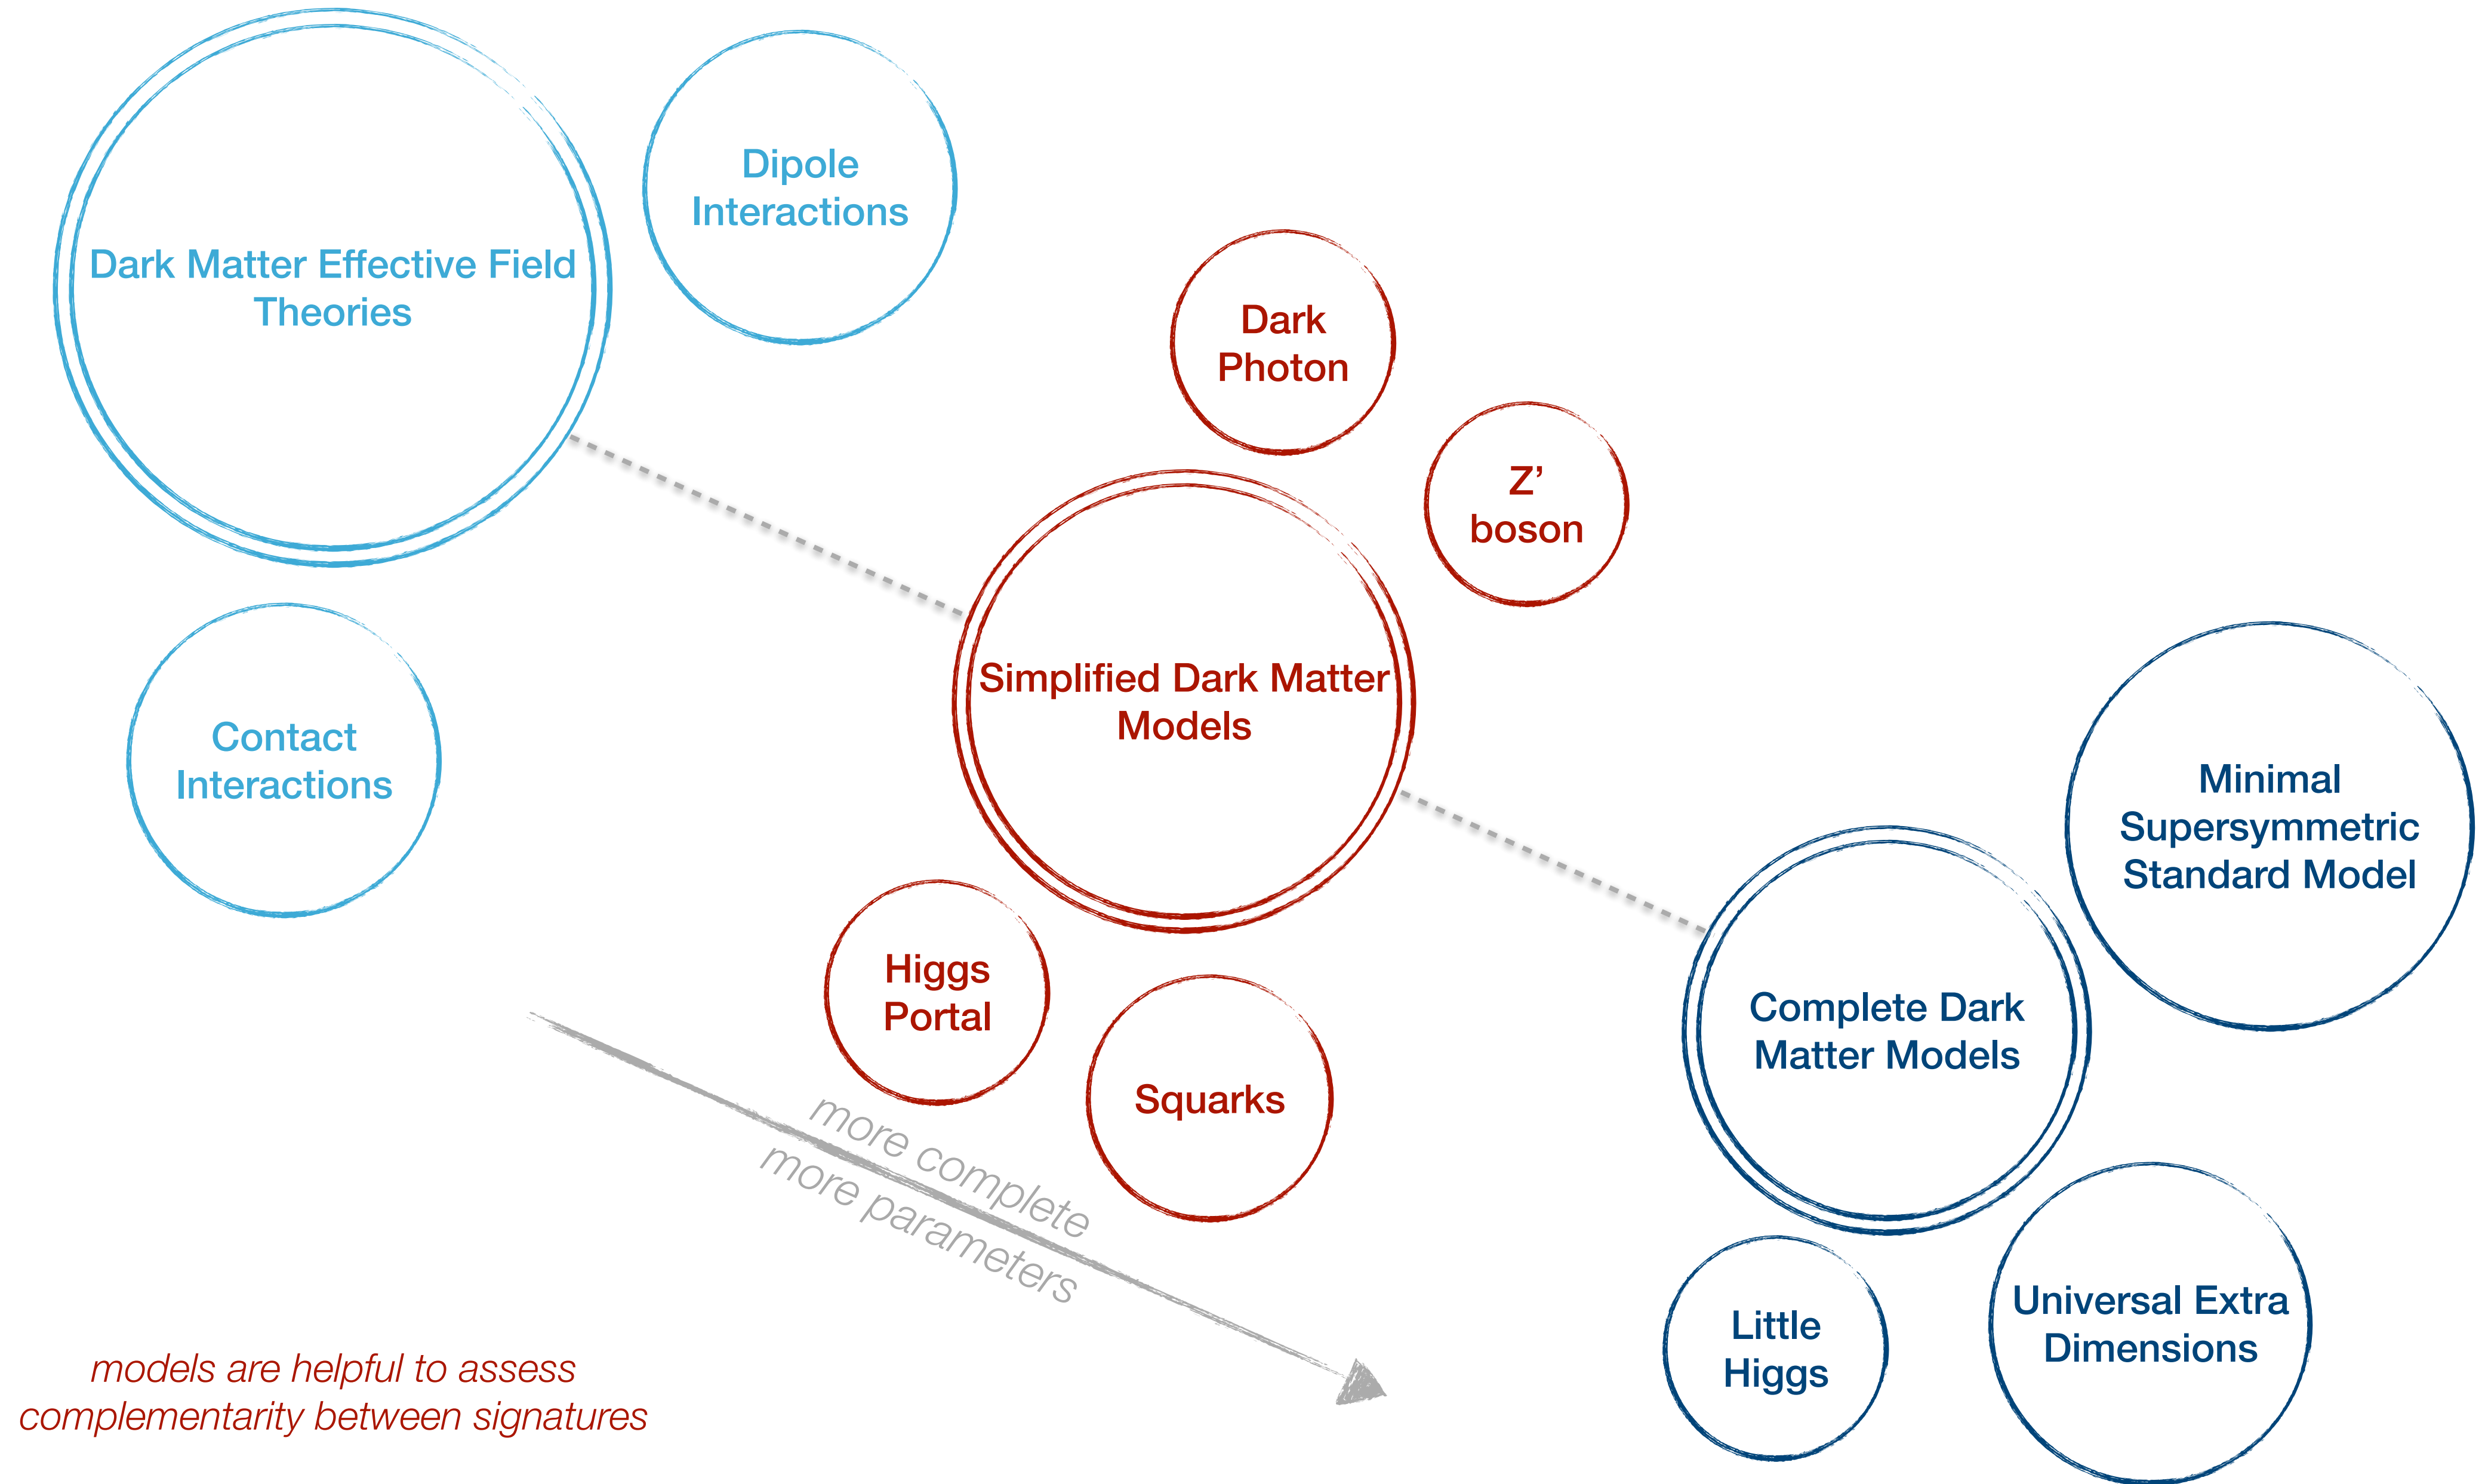 Dipole
Interactions
Dark Matter Effective Field
Theories
Dark
Photon
Z’
boson
Simplified Dark Matter
Models
Contact
Interactions
Minimal
Supersymmetric
Standard Model
Higgs
Portal
Squarks
Complete Dark
Matter Models
more complete
more parameters
Little
Higgs
Universal Extra
Dimensions
models are helpful to assess
complementarity between signatures